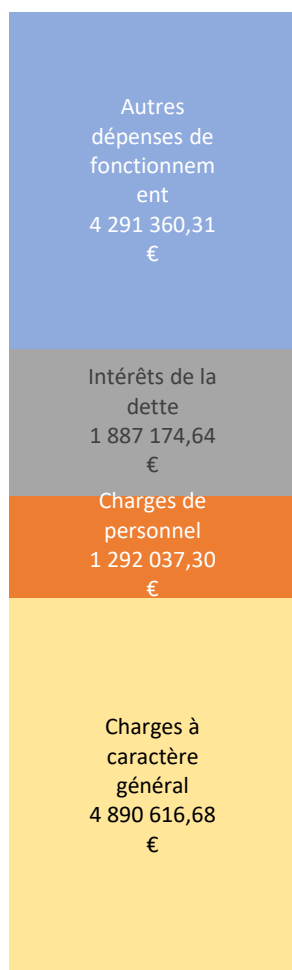 Autres
dépenses de
fonctionnem
ent
4 291 360,31
€
Intérêts de la
dette
1 887 174,64
€
Charges de
personnel
1 292 037,30
€
Charges à
caractère
général
4 890 616,68
€